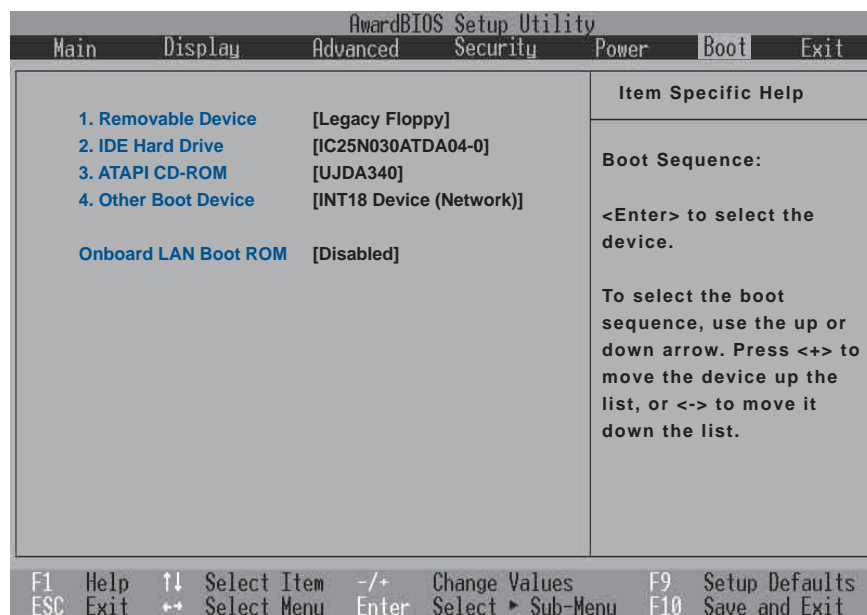 AwardBIOS Setup Utility
Main Display Advanced Security Power Boot Exit
1. Removable Device [Legacy Floppy]
2. IDE Hard Drive [IC25N030ATDA04-0]
3. ATAPI CD-ROM [UJDA340]
4. Other Boot Device [INT18 Device (Network)]
Onboard LAN Boot ROM [Disabled]
Item Specific Help
Boot Sequence:
<Enter> to select the
device.
To select the boot
sequence, use the up or
down arrow. Press <+> to
move the device up the
list, or <-> to move it
down the list.
F1 Help ↑↓ Select Item -/+ Change Values F9 Setup Defaults
ESC Exit ←→ Select Menu Enter Select ▸ Sub-Menu F10 Save and Exit